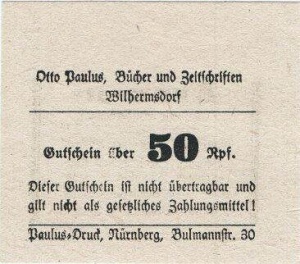 Otto Paulus, Bücher und Zeitschriften
Wilhermsdorf
Gutschein über 50 Rpf.
Dieser Gutschein ist nicht übertragbar und
gilt nicht als gesetzliches Zahlungsmittel!
Paulus-Druck, Nürnberg, Bulmannstr. 30